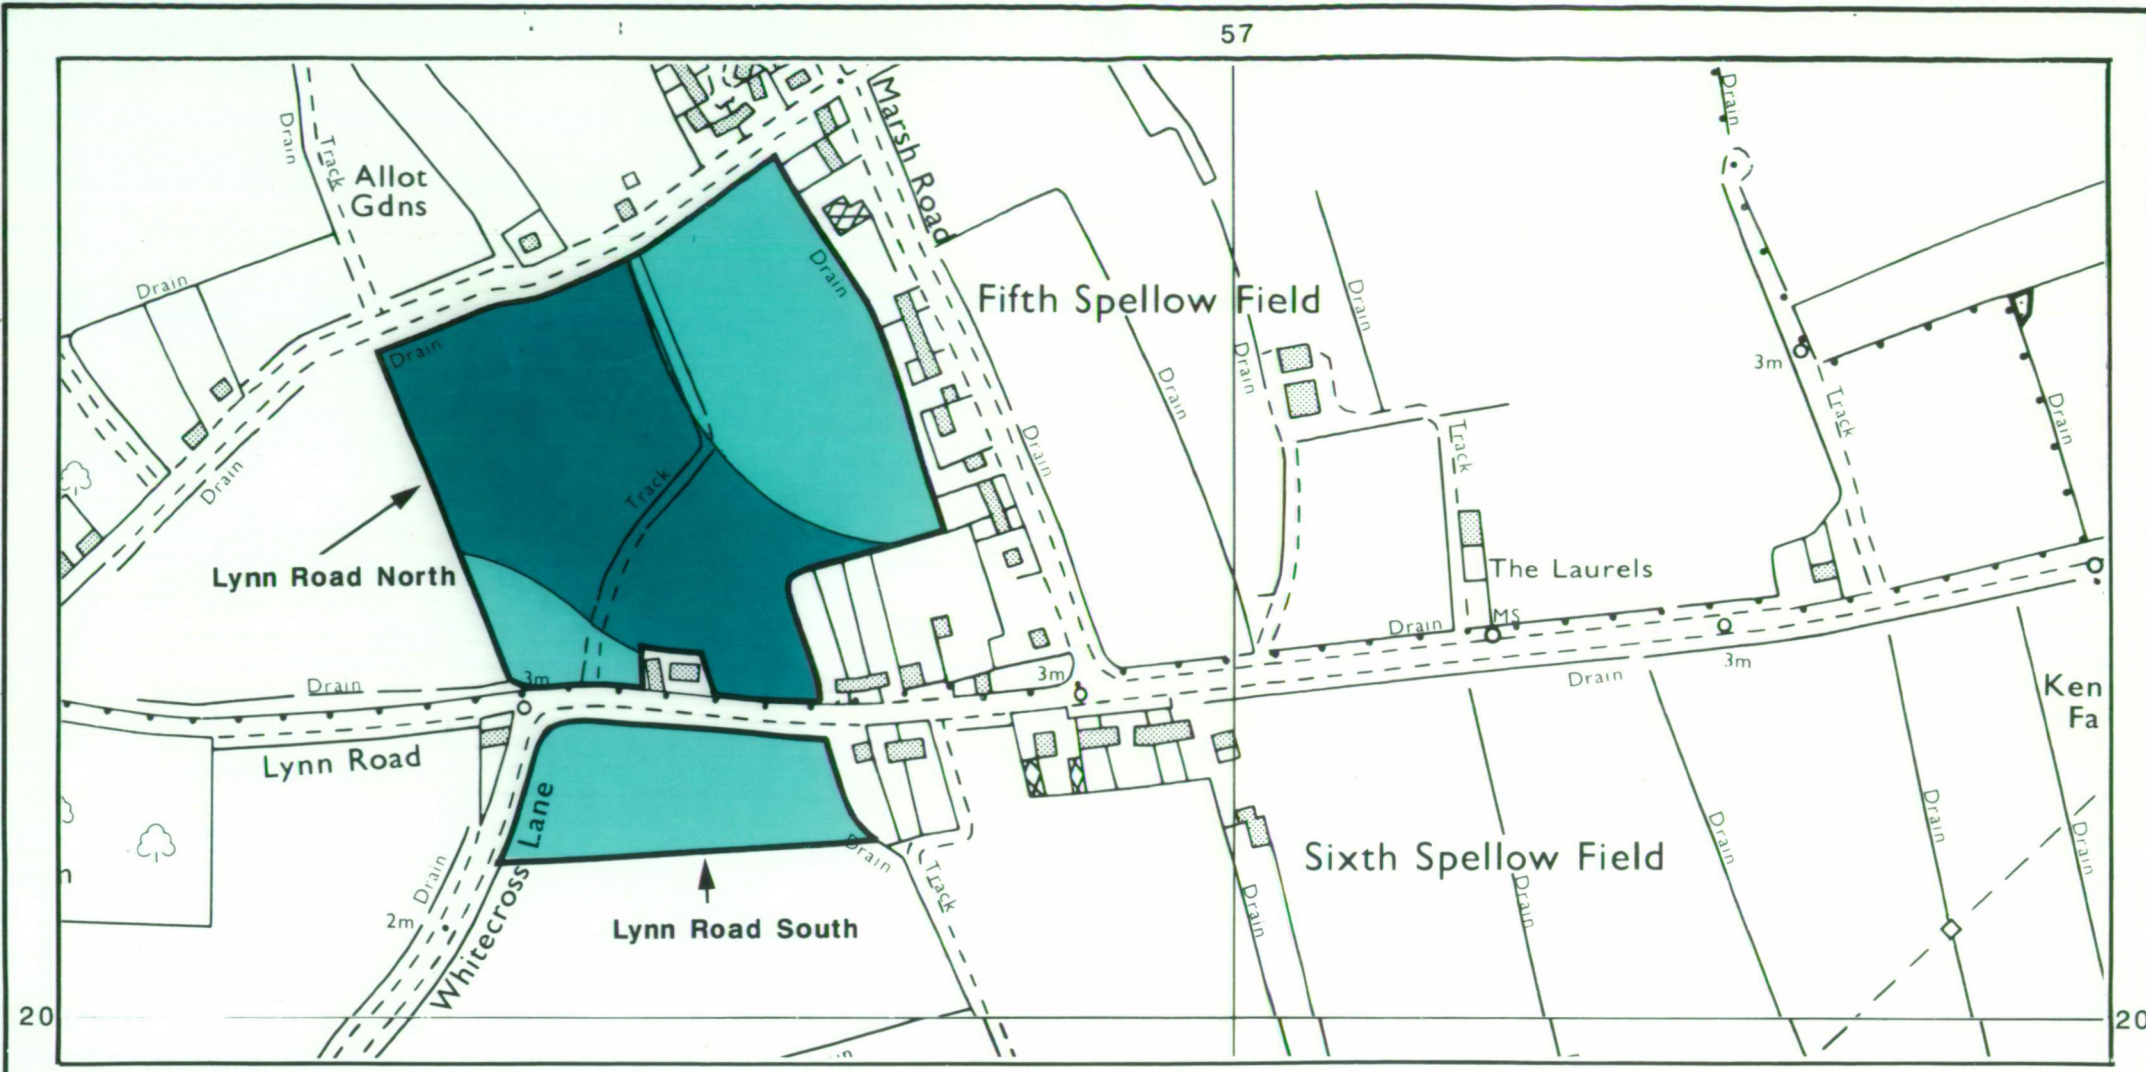 57
Drain
Track
Allot
Gdns
Marsh Road
Drain
Drain
Drain
Drain
Fifth Spellow Field
Drain
Drain
Drain
3m
Track
Drain
Drain
Drain
Track
Drain
Track
Lynn Road North
The Laurels
MS
Drain
3m
Drain
3m
3m
Drain
Ken
Fa
Lynn Road
Lane
Drain
Track
Drain
2m
Whitecross
Lynn Road South
Sixth Spellow Field
Drain
Drain
Drain
Drain
Drain
n
20
20